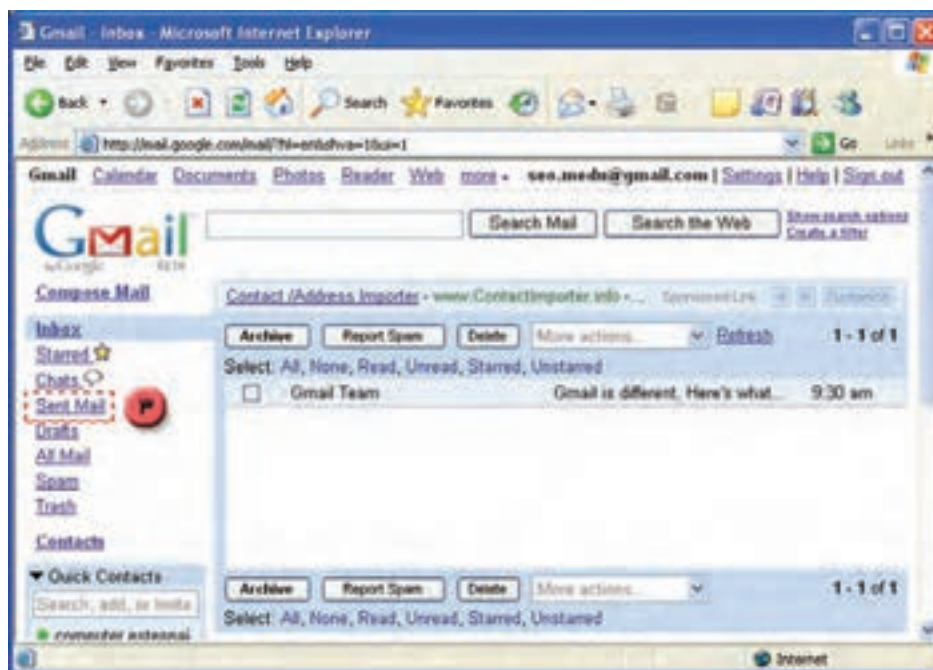 Gmail - Inbox - Microsoft Internet Explorer
File Edit View Favorites Tools Help
Back Search Favorites
Address http://mail.google.com/mail/?hl=en&shva=1&ui=1 Go Links
Gmail Calendar Documents Photos Reader Web more seo.medu@gmail.com | Settings | Help | Sign out
Gmail
by Google BETA
Search Mail Search the Web Show search options
Create a filter
Compose Mail
Contact /Address Importer - www.ContactImporter.info - ... Sponsored Link
Inbox
Archive Report Spam Delete More actions... Refresh 1 - 1 of 1
Starred
Select: All, None, Read, Unread, Starred, Unstarred
Chats
Gmail Team Gmail is different. Here's what... 9:30 am
Sent Mail
Drafts
All Mail
Spam
Trash
Contacts
Quick Contacts
Search, add, or invite
Archive Report Spam Delete More actions... 1 - 1 of 1
Select: All, None, Read, Unread, Starred, Unstarred
computer
Internet